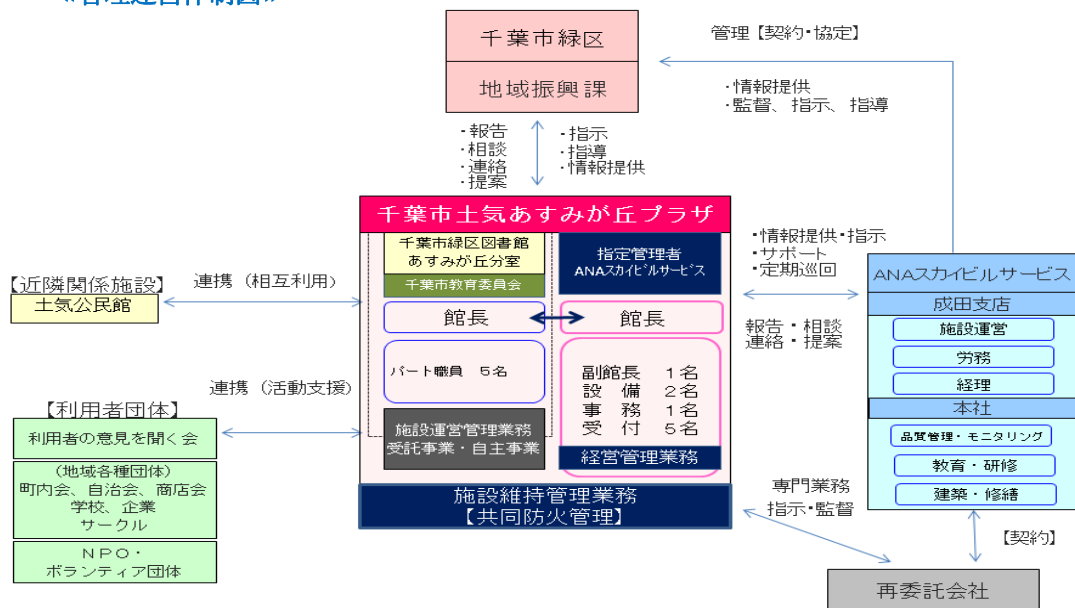 ≪管理運営体制図≫
千葉市緑区
地域振興課
管理【契約・協定】
・情報提供
・監督、指示、指導
・報告
・相談
・連絡
・提案
・指示
・指導
・情報提供
千葉市土気あすみが丘プラザ
千葉市緑区図書館
あすみが丘分室
千葉市教育委員会
館長
パート職員 5名
施設運営管理業務
受託事業・自主事業
指定管理者
ANAスカイビルサービス
館長
副館長 1名
設備 2名
事務 1名
受付 5名
経営管理業務
施設維持管理業務
【共同防火管理】
【近隣関係施設】
土気公民館
連携（相互利用）
連携（活動支援）
【利用者団体】
利用者の意見を聞く会
（地域各種団体）
町内会、自治会、商店会
学校、企業
サークル
NPO・
ボランティア団体
・情報提供・指示
・サポート
・定期巡回
報告・相談
連絡・提案
ANAスカイビルサービス
成田支店
施設運営
労務
経理
本社
品質管理・モニタリング
教育・研修
建築・修繕
専門業務
指示・監督
【契約】
再委託会社